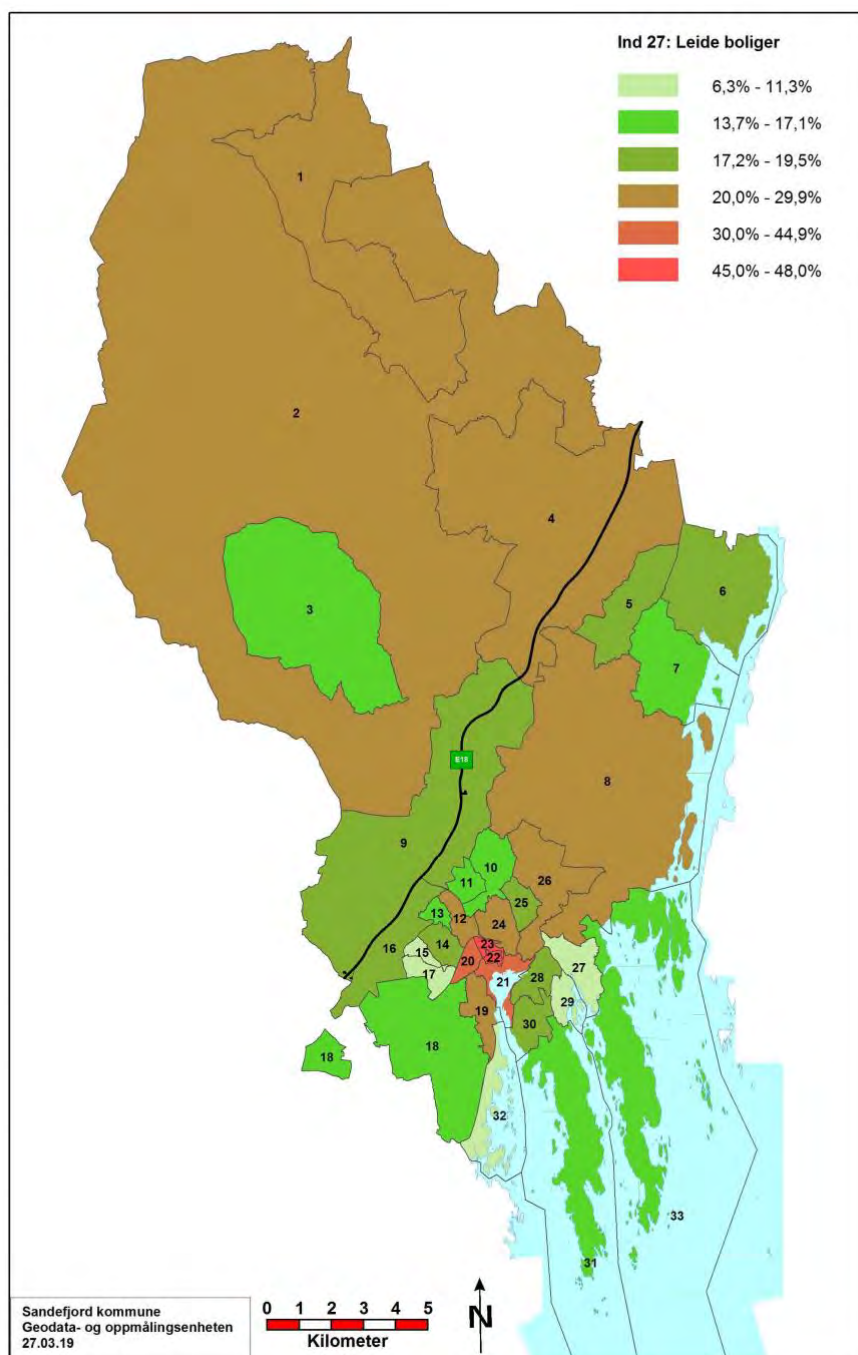 Ind 27: Leide boliger
6,3% - 11,3%
13,7% - 17,1%
17,2% - 19,5%
20,0% - 29,9%
30,0% - 44,9%
45,0% - 48,0%
1
2
4
3
5
6
7
8
E18
9
10
11
26
25
13
12
24
16
14
15
23
20
22
17
21
28
27
29
19
30
18
18
32
33
31
0 1 2 3 4 5
Kilometer
N
Sandefjord kommune
Geodata- og oppmålingsenheten
27.03.19